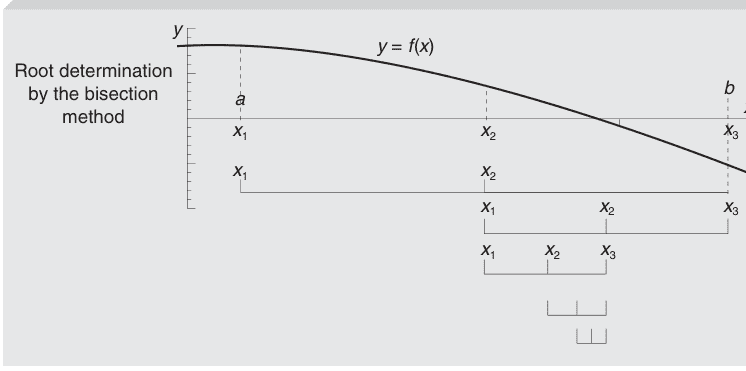 y
y = f(x)
Root determination
by the bisection
method
a
b
x₁
x₂
x₃
x₁
x₂
x₁
x₂
x₃
x₁
x₂
x₃